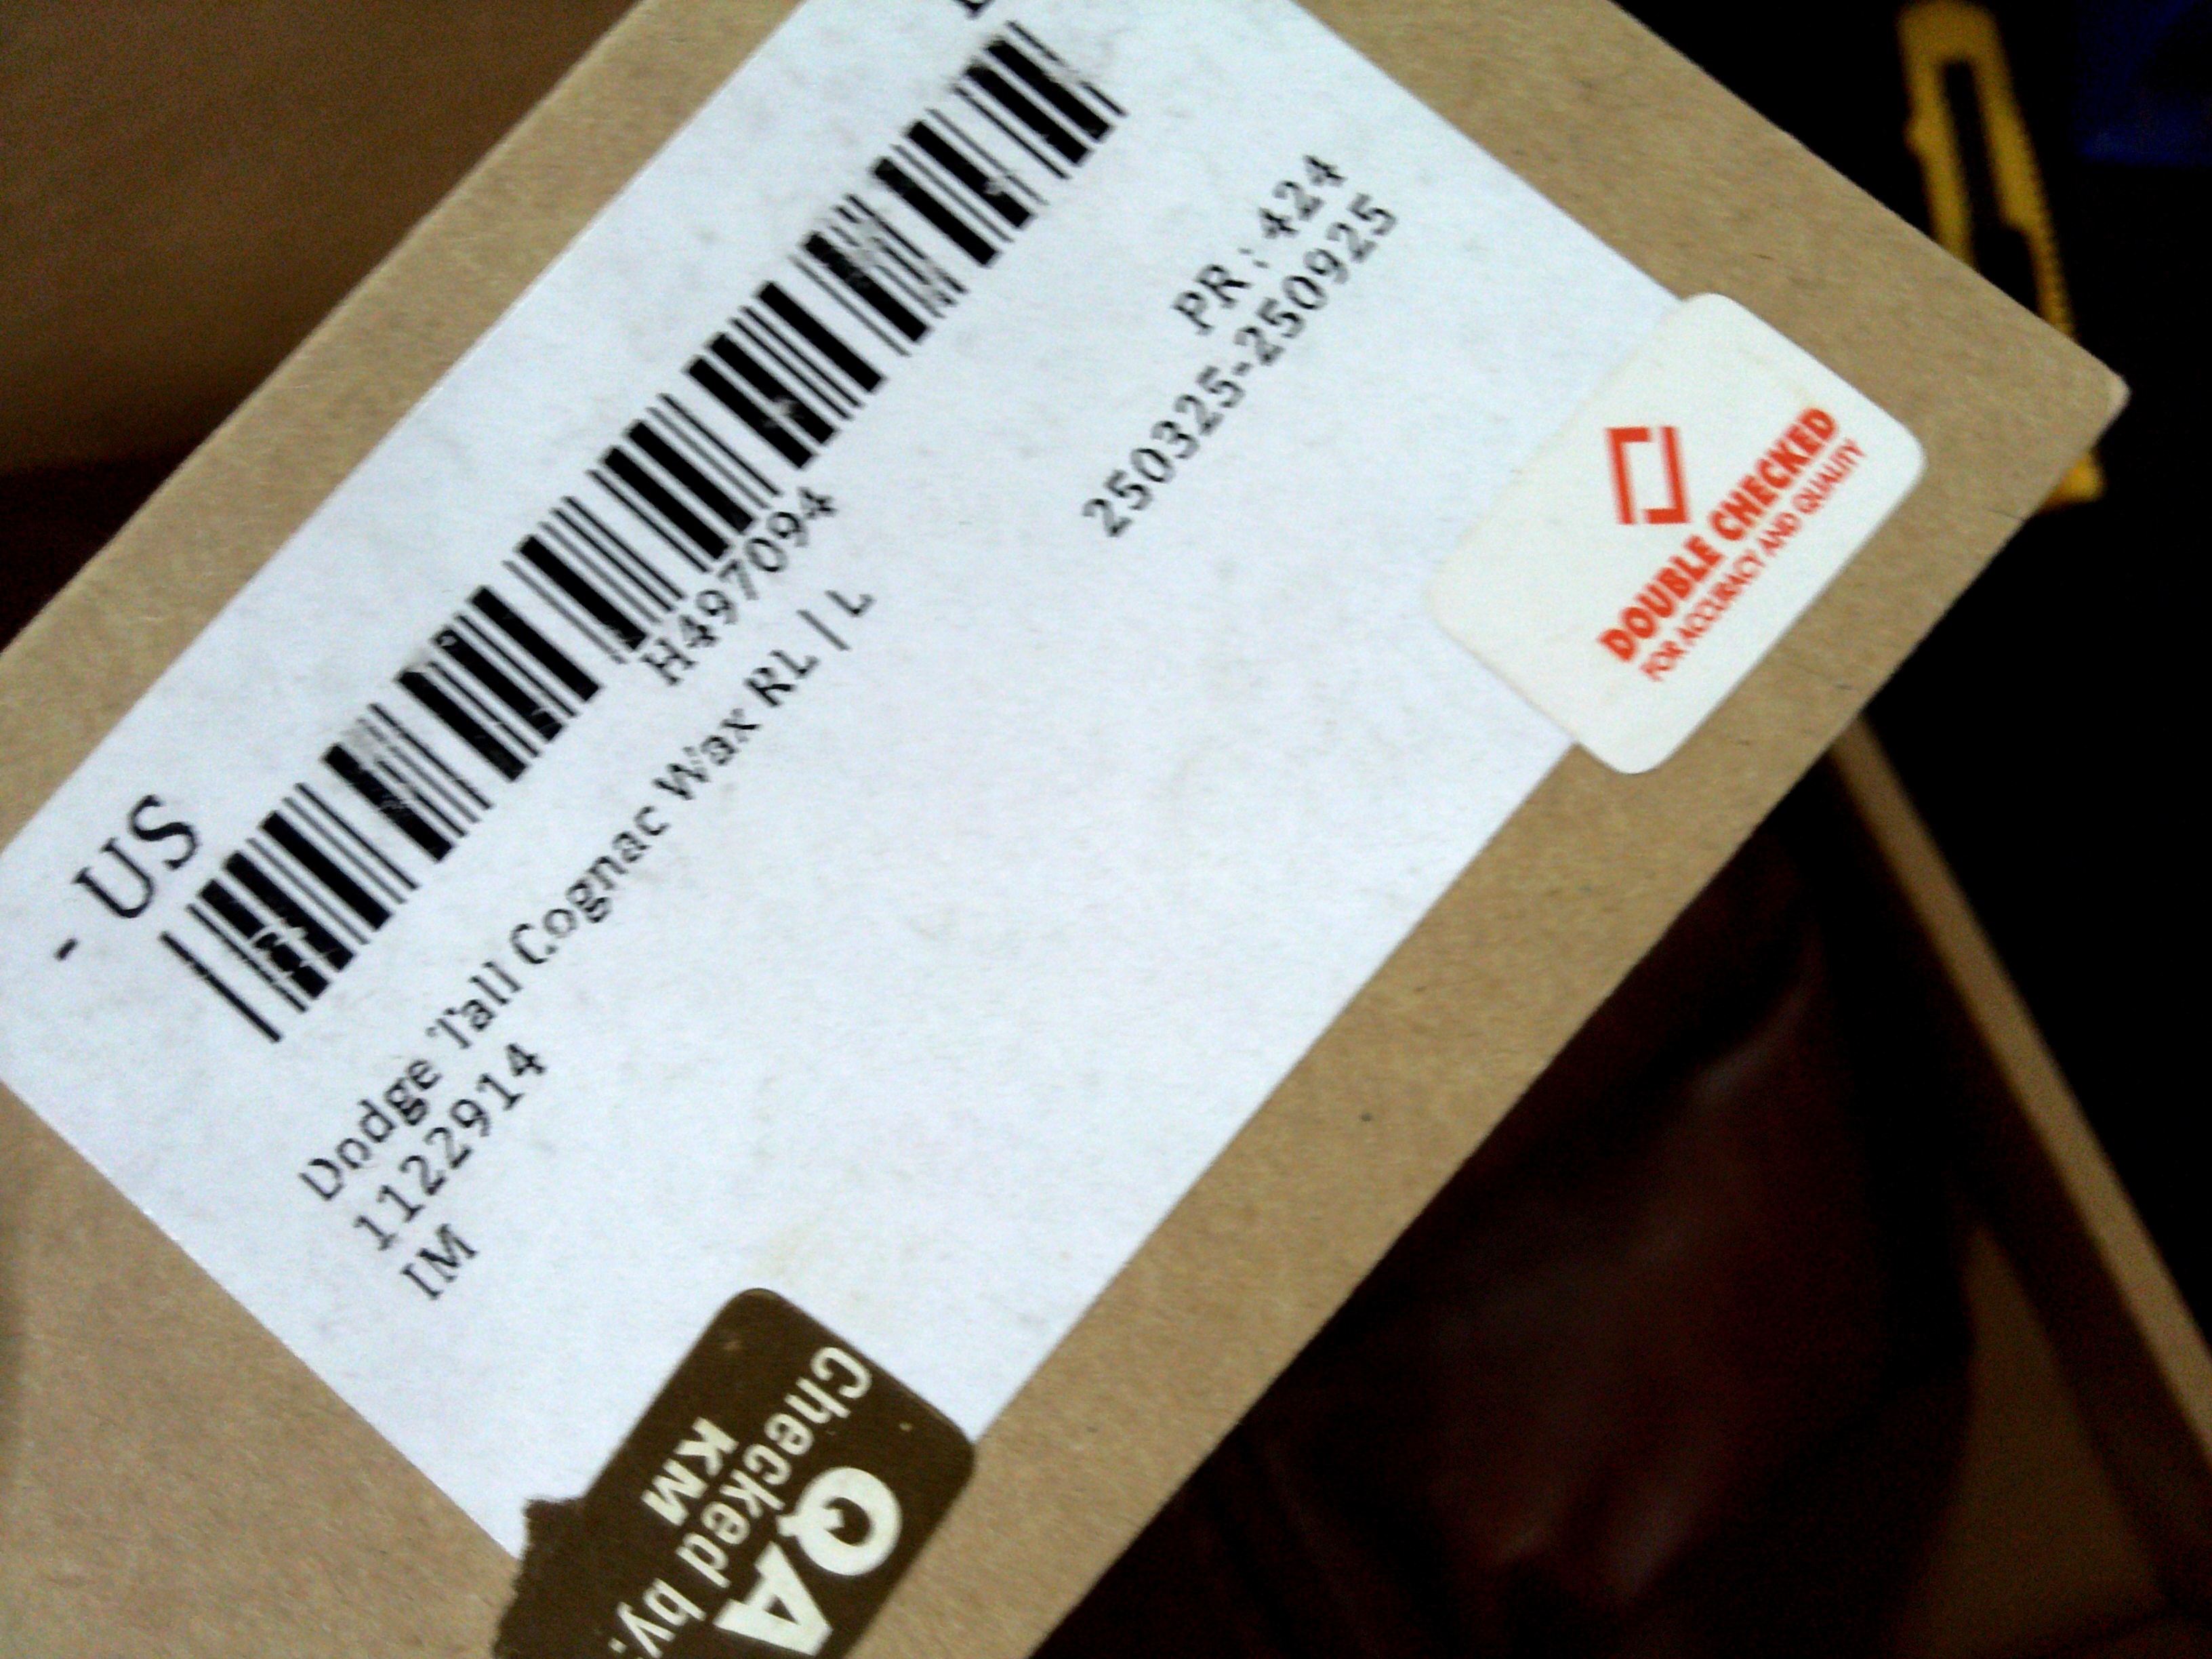 - US
H497094
Dodge Tall Cognac Wax RL | L
1122914
IM
PR: 424
250325-250925
DOUBLE CHECKED
FOR ACCURACY AND QUALITY
QA
Checked by:
KM